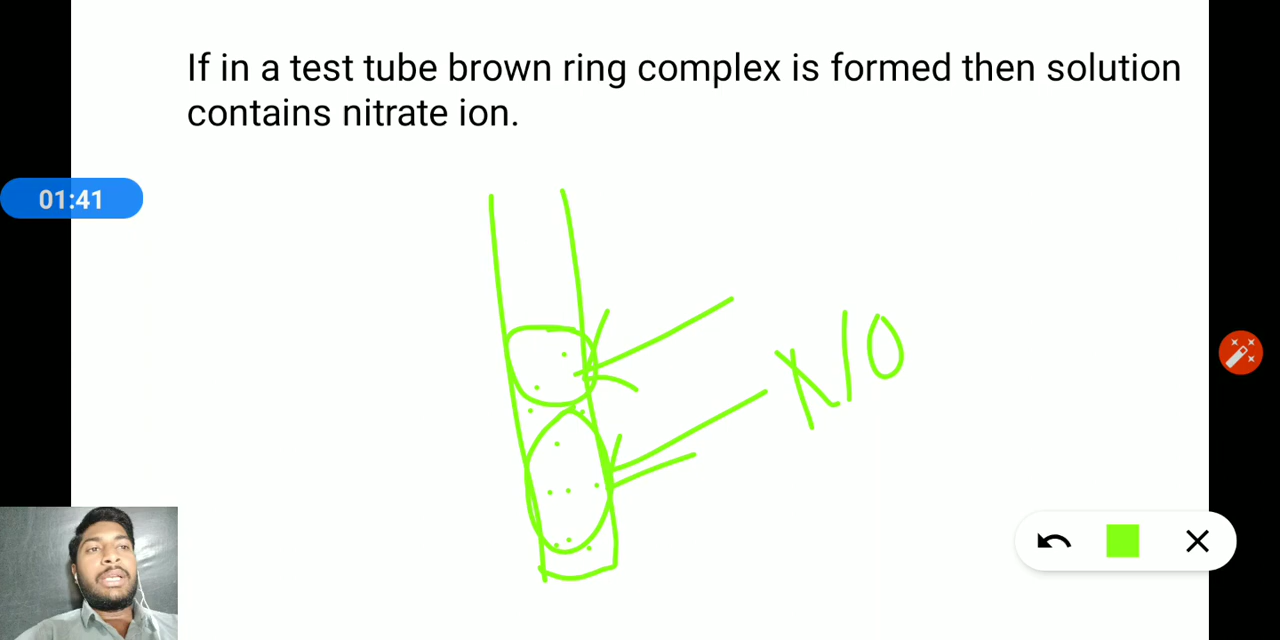 If in a test tube brown ring complex is formed then solution
contains nitrate ion.
01:41
NO